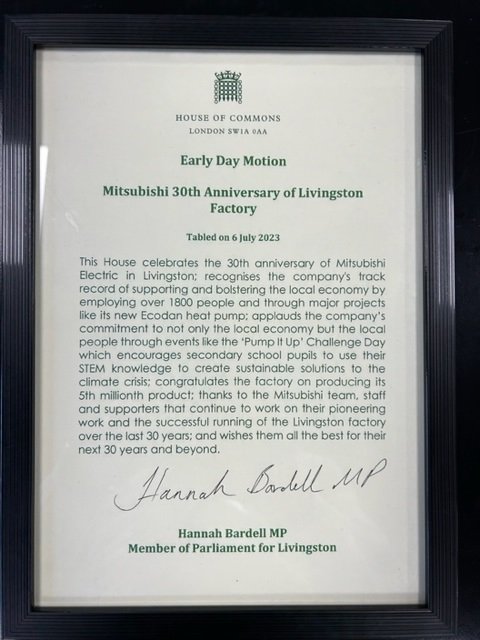 HOUSE OF COMMONS
LONDON SW1A 0AA
Early Day Motion
Mitsubishi 30th Anniversary of Livingston
Factory
Tabled on 6 July 2023
This House celebrates the 30th anniversary of Mitsubishi
Electric in Livingston; recognises the company's track
record of supporting and bolstering the local economy by
employing over 1800 people and through major projects
like its new Ecodan heat pump; applauds the company's
commitment to not only the local economy but the local
people through events like the 'Pump It Up' Challenge Day
which encourages secondary school pupils to use their
STEM knowledge to create sustainable solutions to the
climate crisis; congratulates the factory on producing its
5th millionth product; thanks to the Mitsubishi team, staff
and supporters that continue to work on their pioneering
work and the successful running of the Livingston factory
over the last 30 years; and wishes them all the best for their
next 30 years and beyond.
Hannah Bardell MP
Hannah Bardell MP
Member of Parliament for Livingston